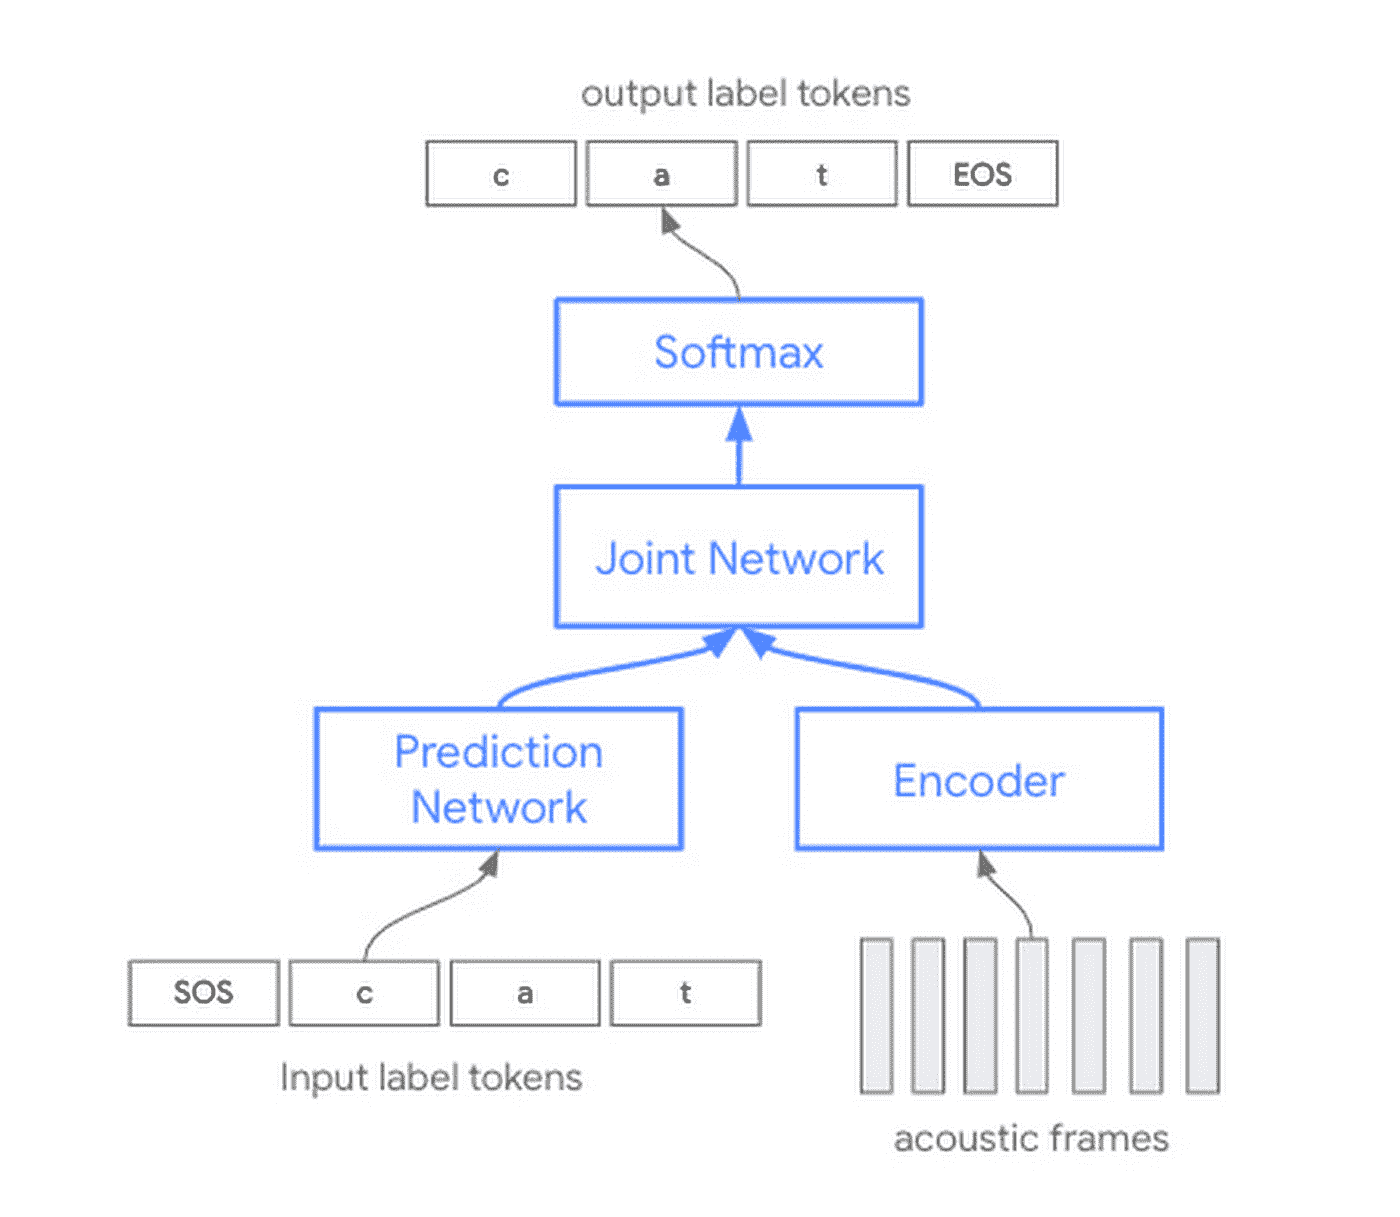 output label tokens
c a t EOS
Softmax
Joint Network
Prediction
Network
Encoder
SOS c a t
Input label tokens
acoustic frames